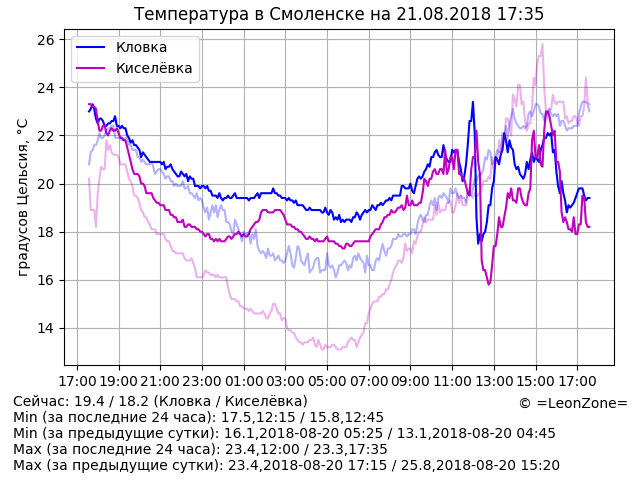 Температура в Смоленске на 21.08.2018 17:35
Кловка
Киселёвка
градусов Цельсия, °C
26
24
22
20
18
16
14
17:00 19:00 21:00 23:00 01:00 03:00 05:00 07:00 09:00 11:00 13:00 15:00 17:00
Сейчас: 19.4 / 18.2 (Кловка / Киселёвка)
© =LeonZone=
Min (за последние 24 часа): 17.5,12:15 / 15.8,12:45
Min (за предыдущие сутки): 16.1,2018-08-20 05:25 / 13.1,2018-08-20 04:45
Max (за последние 24 часа): 23.4,12:00 / 23.3,17:35
Max (за предыдущие сутки): 23.4,2018-08-20 17:15 / 25.8,2018-08-20 15:20